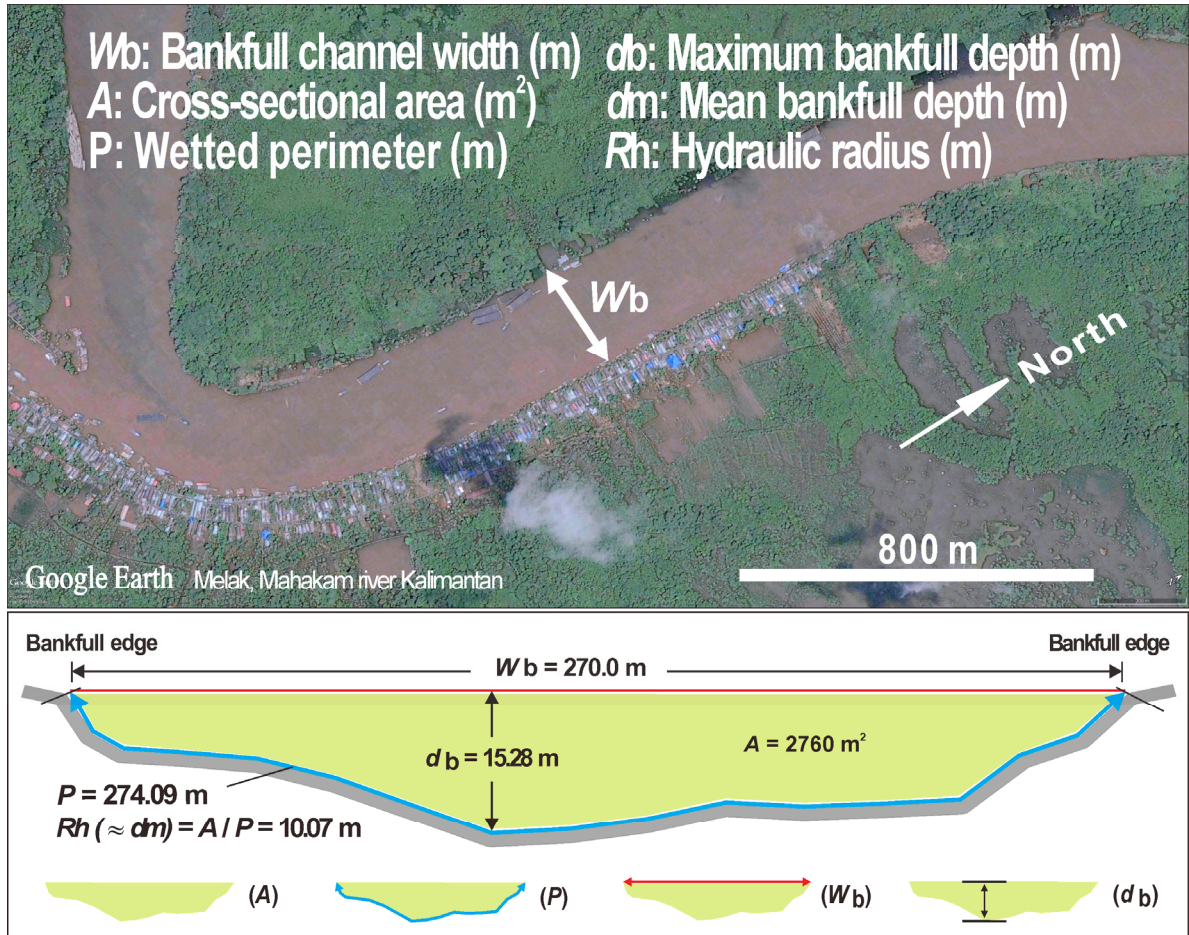 Wb: Bankfull channel width (m)
db: Maximum bankfull depth (m)
A: Cross-sectional area (m²)
dm: Mean bankfull depth (m)
P: Wetted perimeter (m)
Rh: Hydraulic radius (m)
Wb
North
800 m
Google Earth Melak, Mahakam river Kalimantan
Bankfull edge
Bankfull edge
Wb = 270.0 m
db = 15.28 m
A = 2760 m²
P = 274.09 m
Rh (≈ dm) = A / P = 10.07 m
(A)
(P)
(Wb)
(db)